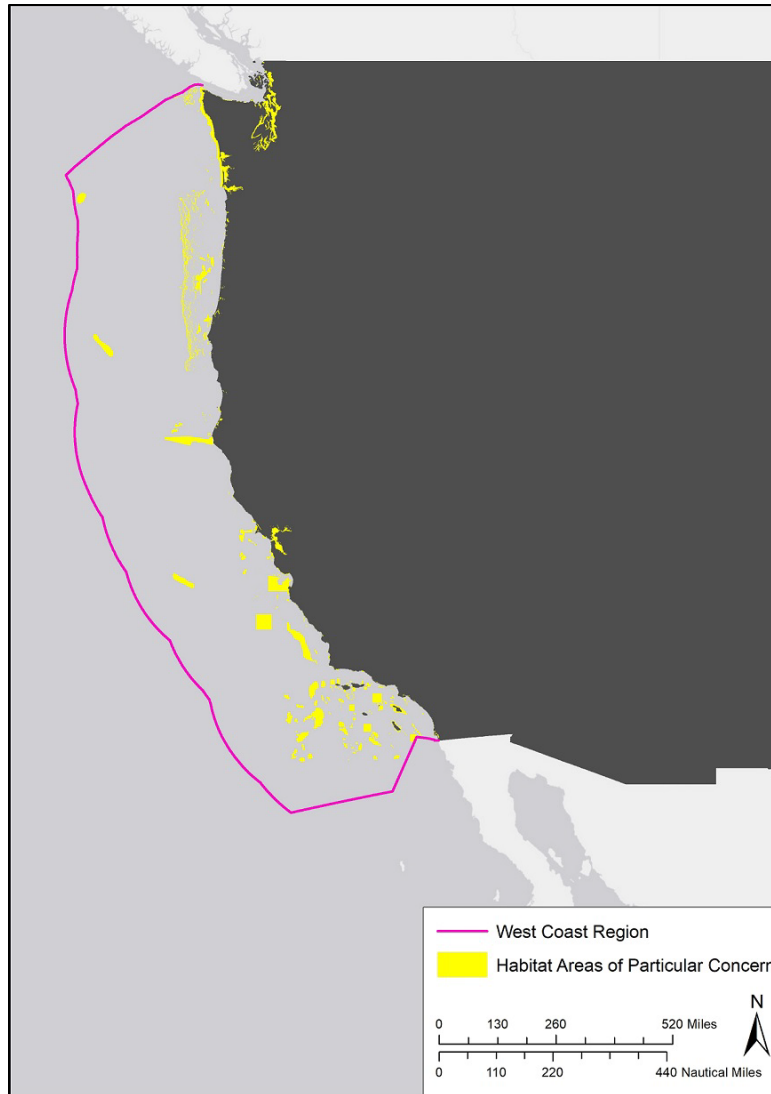 West Coast Region
Habitat Areas of Particular Concern
N
0 130 260 520 Miles
0 110 220 440 Nautical Miles